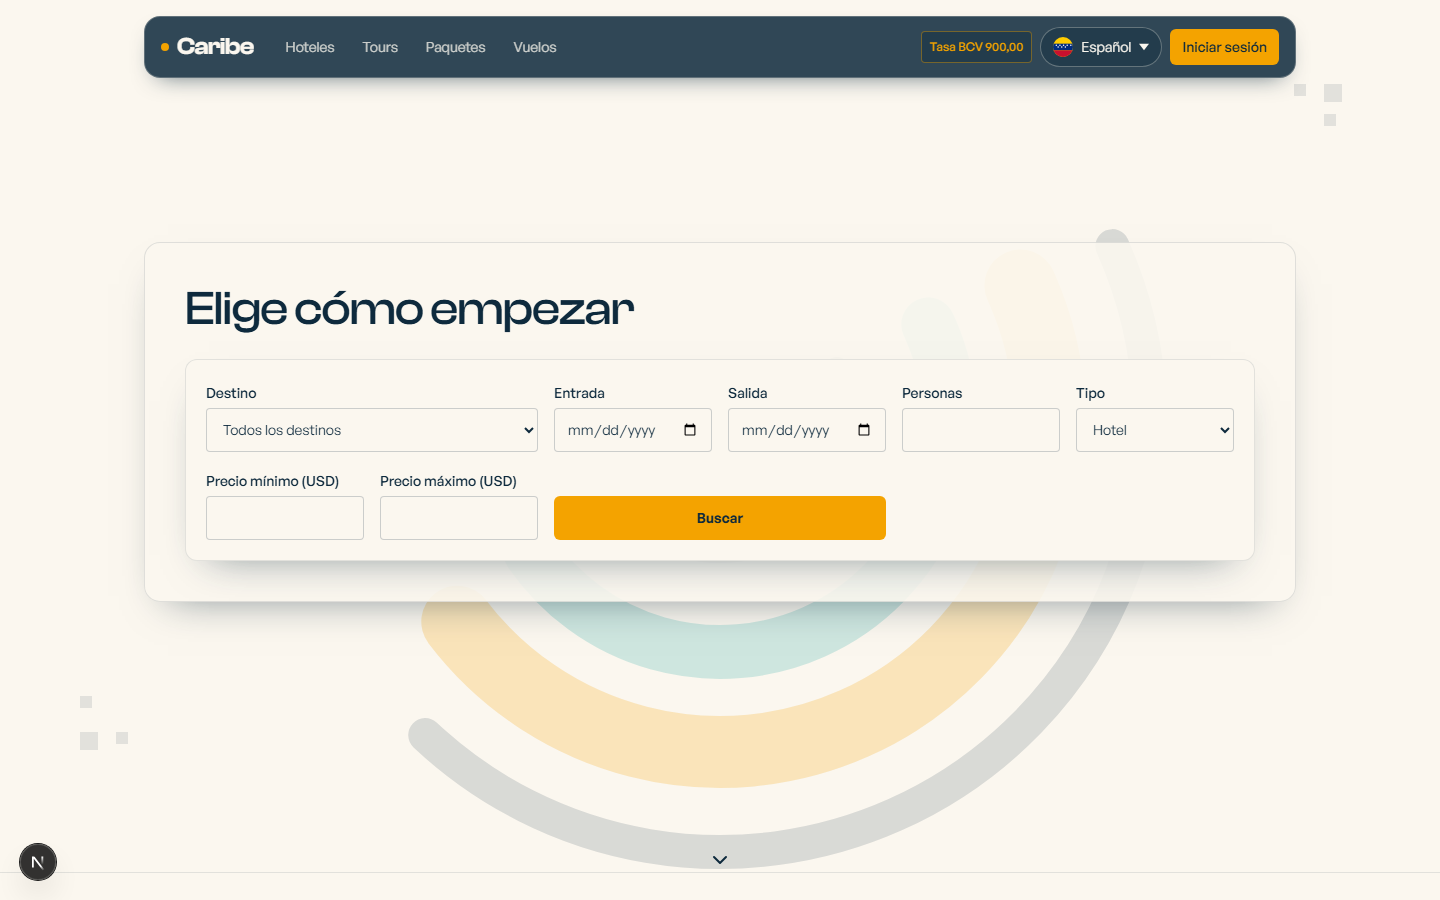 Caribe Hoteles Tours Paquetes Vuelos Tasa BCV 900,00 Español Iniciar sesión
Elige cómo empezar
Destino Entrada Salida Personas Tipo
Todos los destinos mm/dd/yyyy mm/dd/yyyy Hotel
Precio mínimo (USD) Precio máximo (USD)
Buscar
N